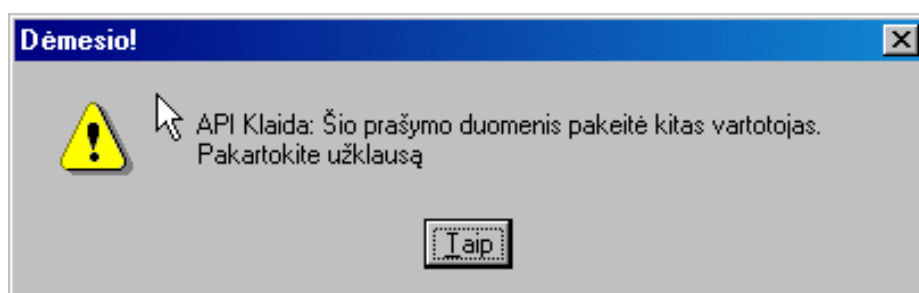 Dėmesio!
API Klaida: Šio prašymo duomenis pakeitė kitas vartotojas.
Pakartokite užklausą
Taip